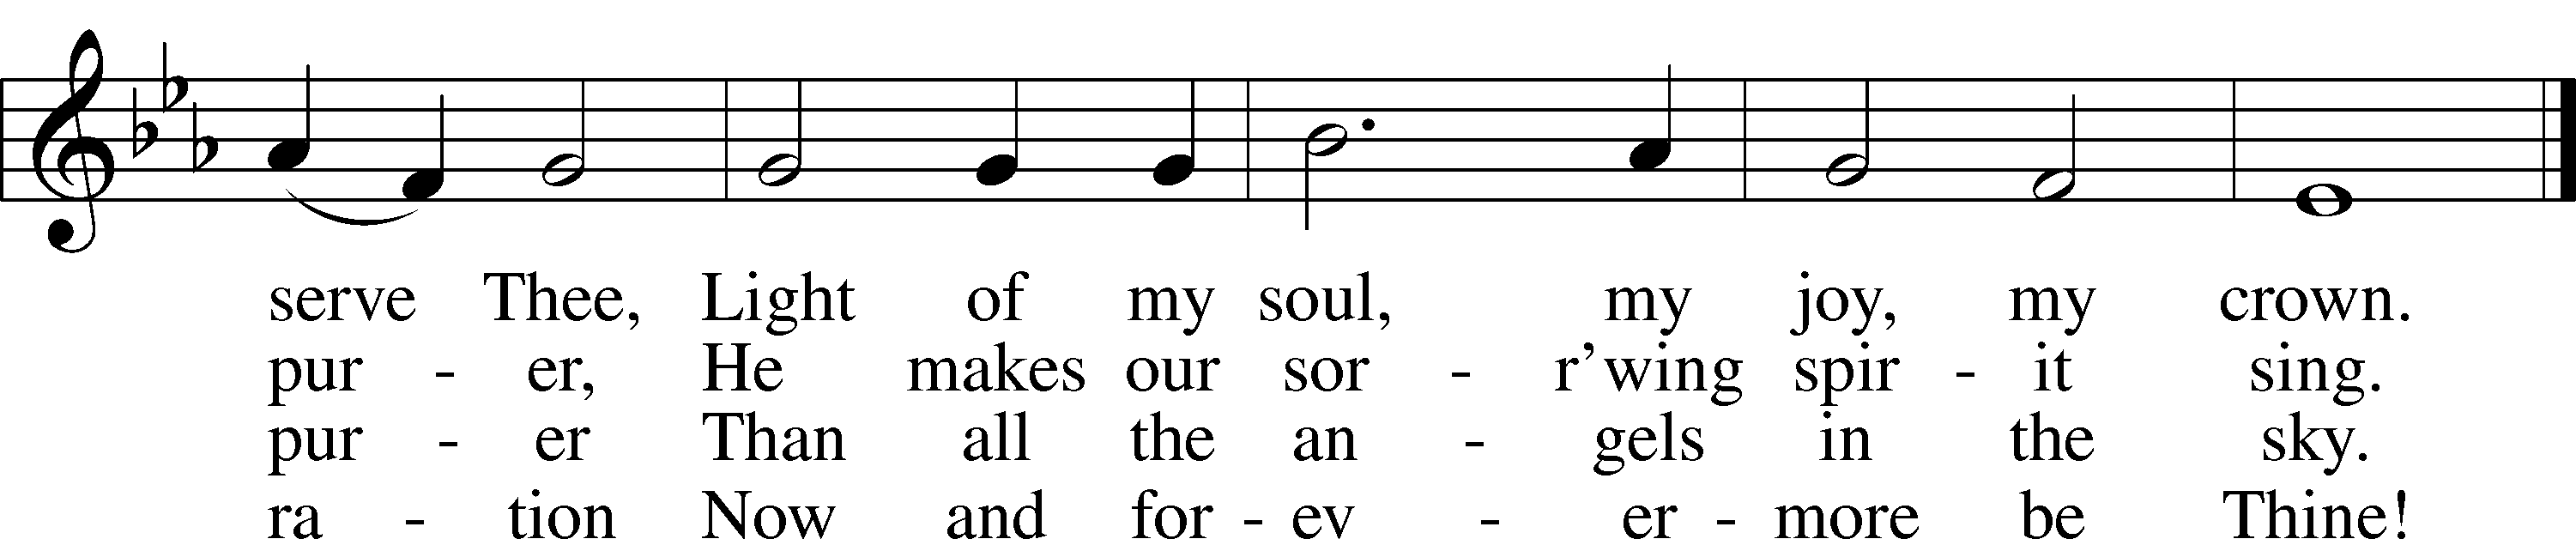 serve Thee, Light of my soul, my joy, my crown.
pur - er, He makes our sor - r’wing spir - it sing.
pur - er Than all the an - gels in the sky.
ra - tion Now and for - ev - er - more be Thine!